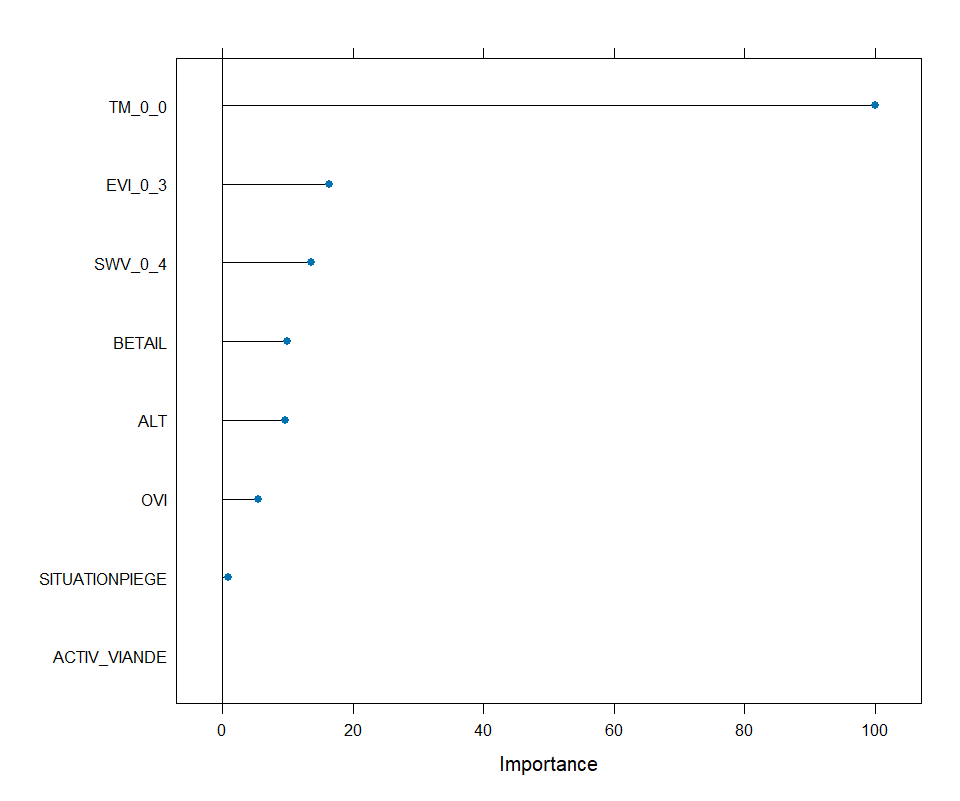 TM_0_0
EVI_0_3
SWV_0_4
BETAIL
ALT
OVI
SITUATIONPIEGE
ACTIV_VIANDE
0 20 40 60 80 100
Importance